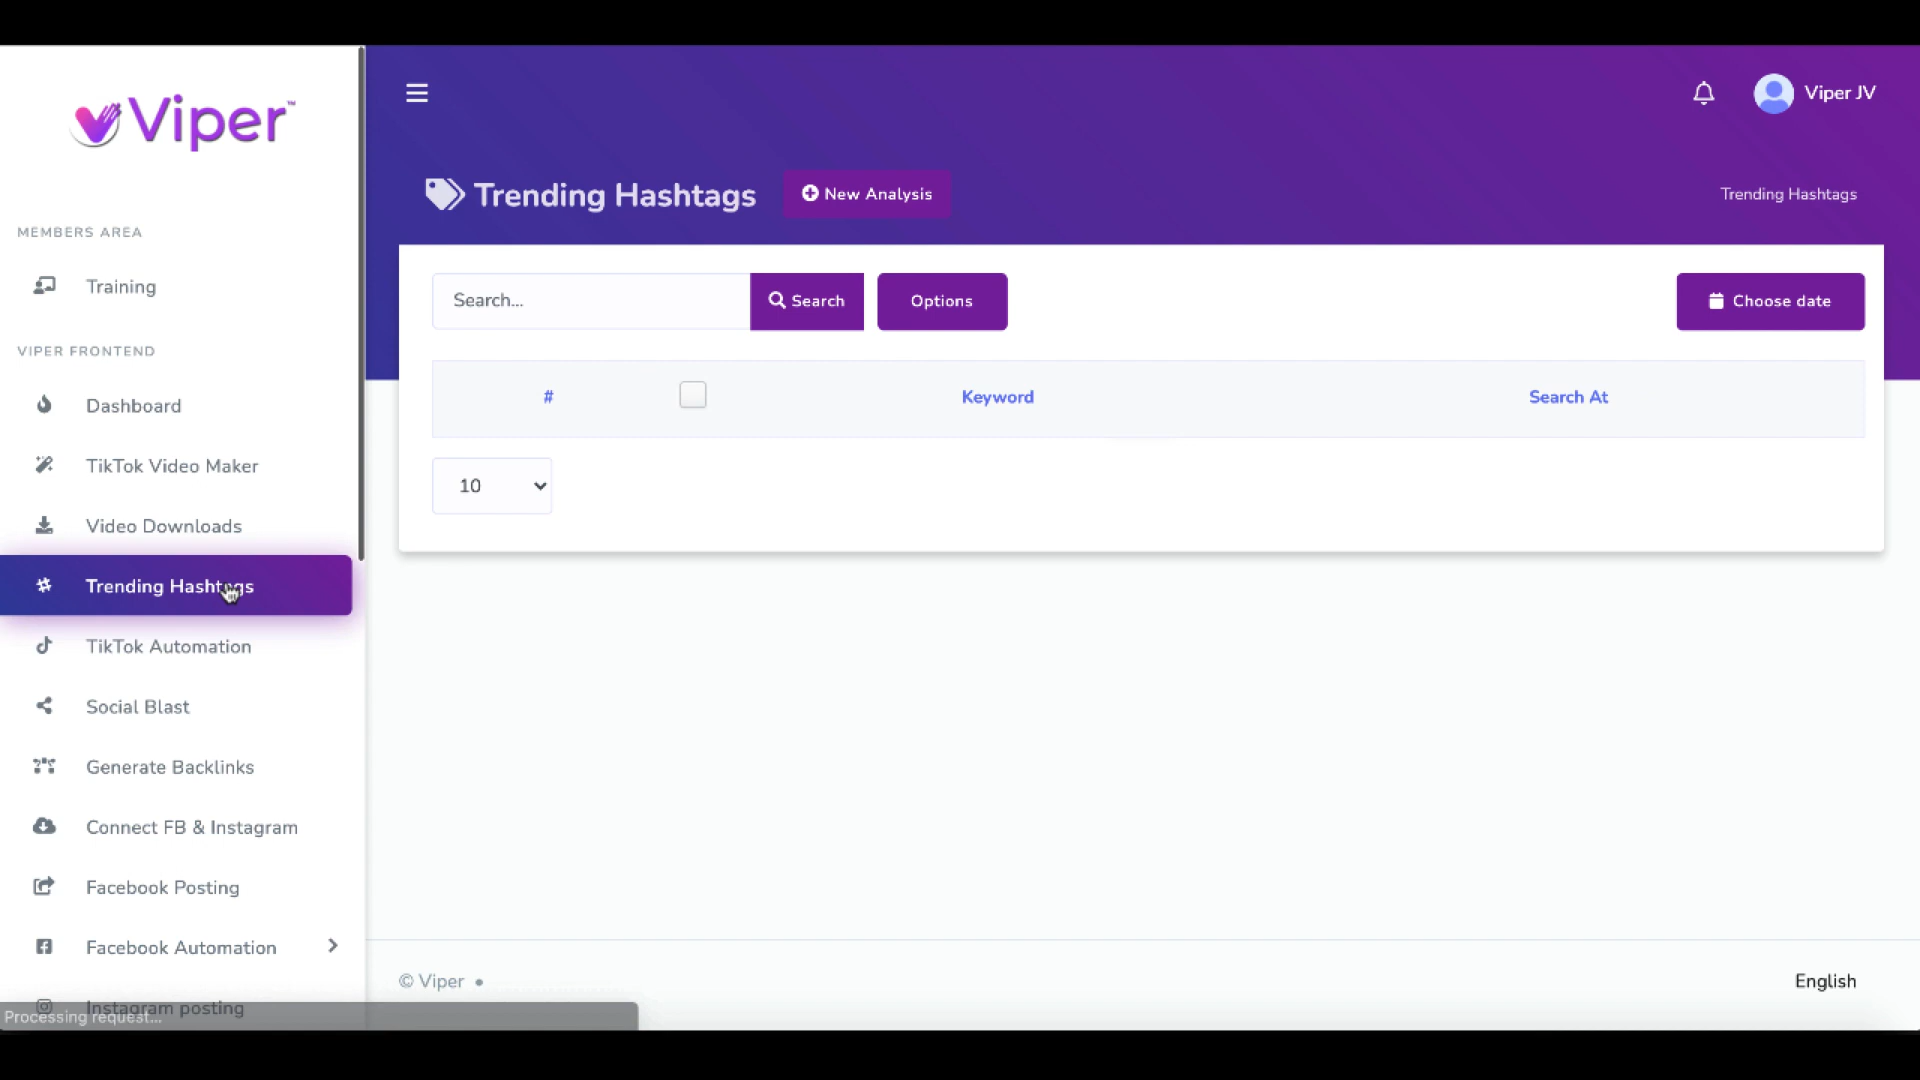 Viper™
Viper JV
Trending Hashtags
New Analysis
Trending Hashtags
MEMBERS AREA
Training
VIPER FRONTEND
Dashboard
TikTok Video Maker
Video Downloads
Trending Hashtags
TikTok Automation
Social Blast
Generate Backlinks
Connect FB & Instagram
Facebook Posting
Facebook Automation
Instagram posting
Processing request...
Search...
Search
Options
Choose date
# Keyword Search At
10
© Viper •
English